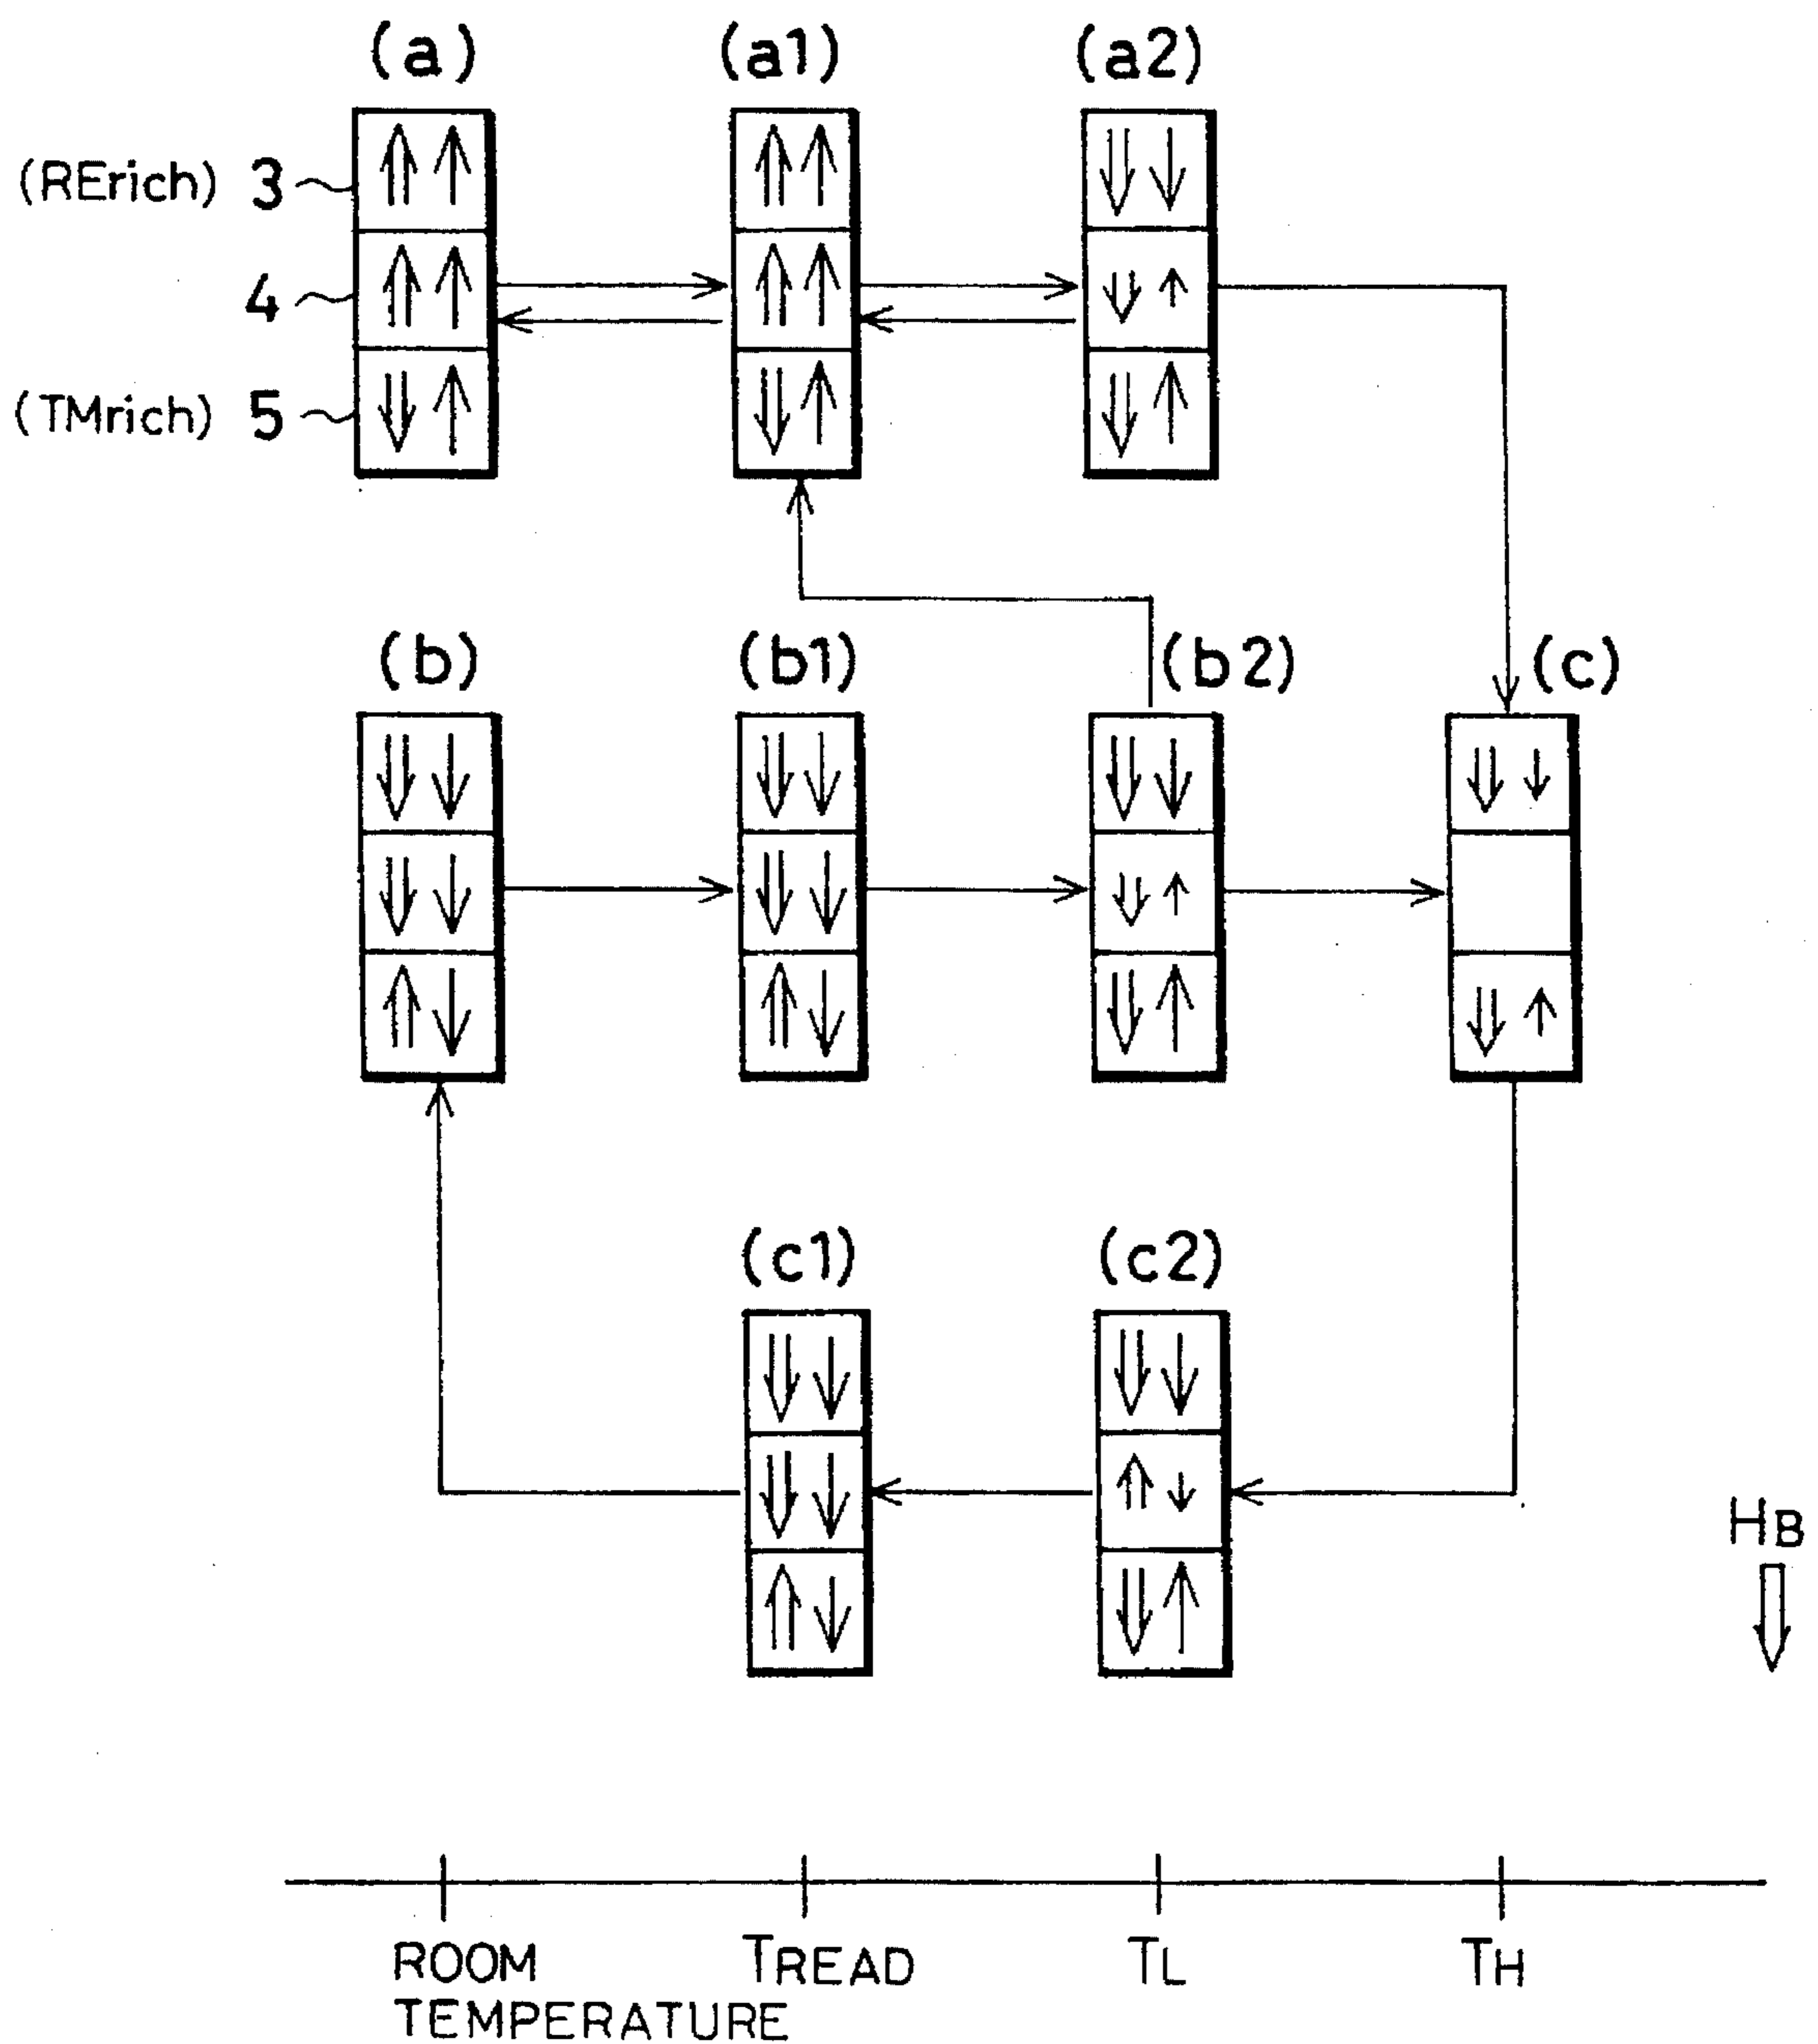 (a)
(a1)
(a2)
(RErich) 3
4
(TMrich) 5
(b)
(b1)
(b2)
(c)
(c1)
(c2)
HB
ROOM
TEMPERATURE
TREAD
TL
TH